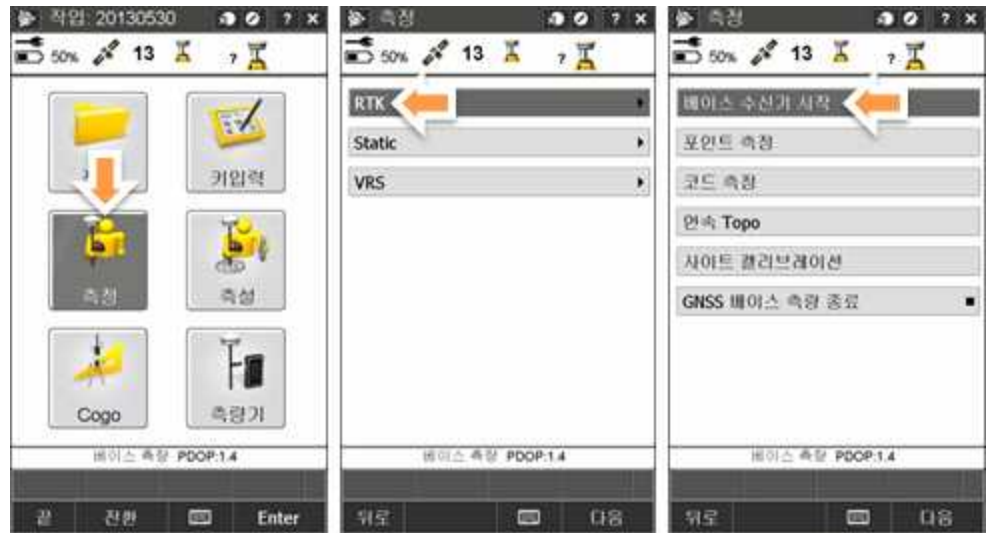 작업: 20130530
? ×
50%
13
?
키입력
측정
측설
Cogo
측량기
베이스 측량 PDOP:1.4
끝 전환 Enter
측정
? ×
50%
13
?
RTK
Static
VRS
베이스 측량 PDOP:1.4
뒤로 다음
측정
? ×
50%
13
?
베이스 수신기 시작
포인트 측정
코드 측정
연속 Topo
사이트 캘리브레이션
GNSS 베이스 측량 종료
베이스 측량 PDOP:1.4
뒤로 다음